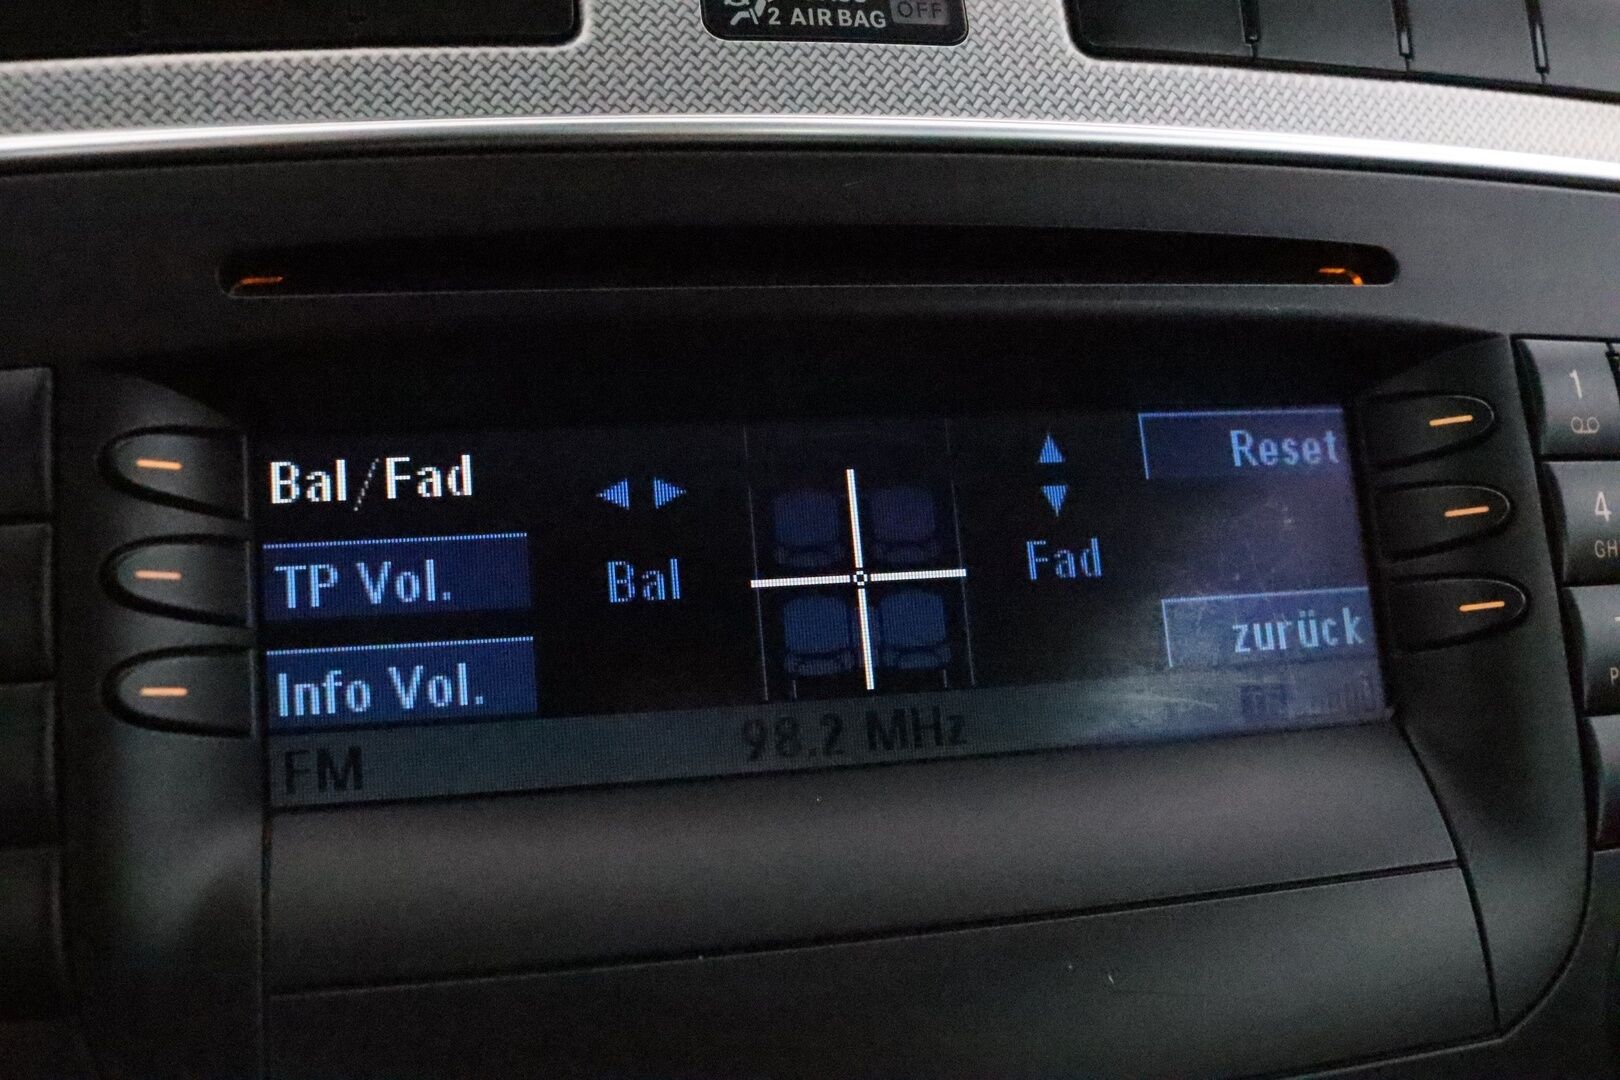 2 AIRBAG OFF
Bal/Fad
Reset
TP Vol.
Bal
Fad
Info Vol.
zurück
FM
98.2 MHz
1
4
GH